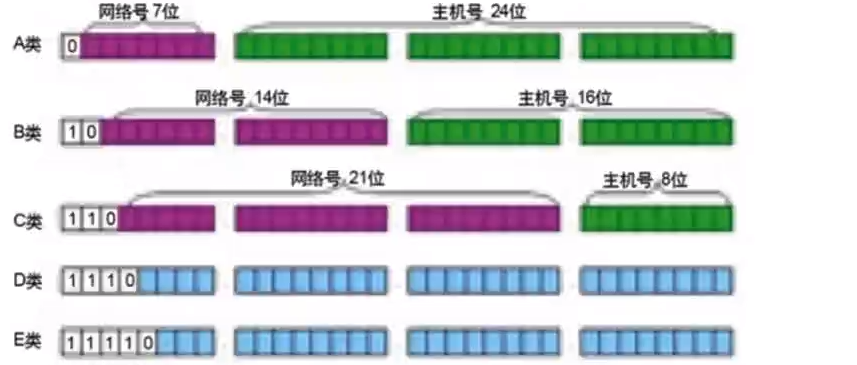 网络号 7位 主机号 24位
A类 0
网络号 14位 主机号 16位
B类 1 0
网络号 21位 主机号 8位
C类 1 1 0
D类 1 1 1 0
E类 1 1 1 1 0